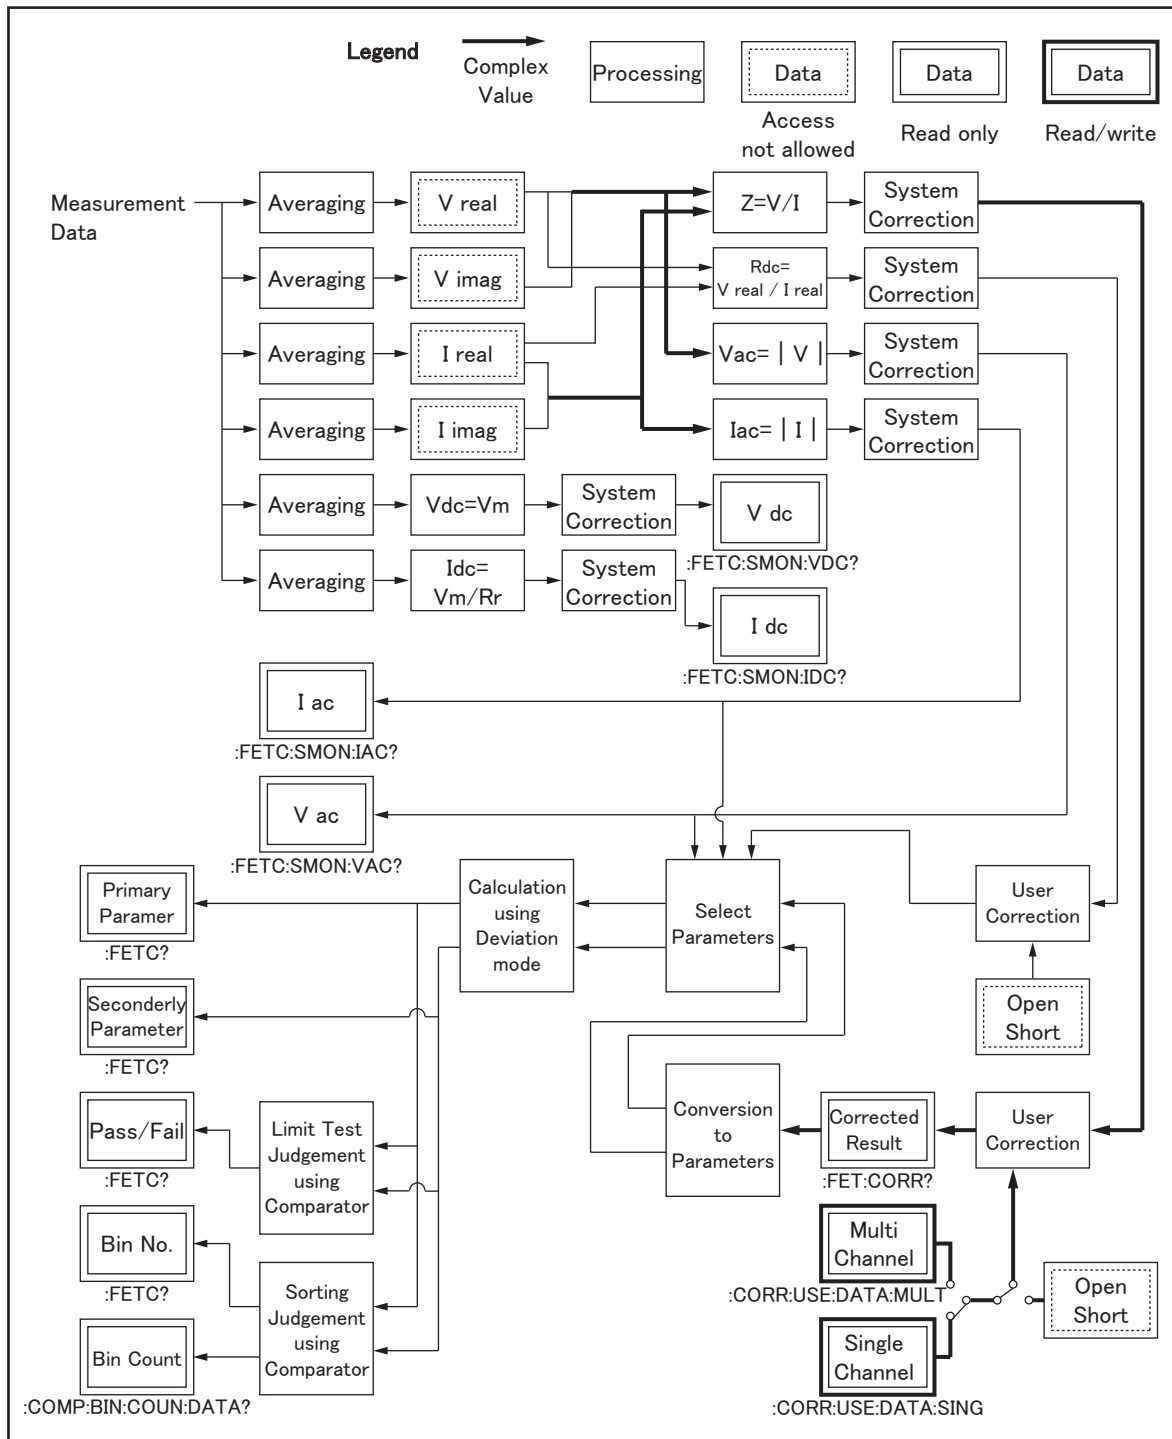 Legend
Complex
Value
Processing
Data
Access
not allowed
Data
Read only
Data
Read/write
Measurement
Data
Averaging
V real
Z=V/I
System
Correction
Averaging
V imag
Rdc=
V real / I real
System
Correction
Averaging
I real
Vac= | V |
System
Correction
Averaging
I imag
Iac= | I |
System
Correction
Averaging
Vdc=Vm
System
Correction
V dc
:FETC:SMON:VDC?
Averaging
Idc=
Vm/Rr
System
Correction
I dc
:FETC:SMON:IDC?
I ac
:FETC:SMON:IAC?
V ac
:FETC:SMON:VAC?
Primary
Paramer
:FETC?
Calculation
using
Deviation
mode
Select
Parameters
User
Correction
Seconderly
Parameter
:FETC?
Open
Short
Pass/Fail
:FETC?
Limit Test
Judgement
using
Comparator
Conversion
to
Parameters
Corrected
Result
:FET:CORR?
User
Correction
Bin No.
:FETC?
Multi
Channel
:CORR:USE:DATA:MULT
Open
Short
Sorting
Judgement
using
Comparator
Bin Count
:COMP:BIN:COUN:DATA?
Single
Channel
:CORR:USE:DATA:SING